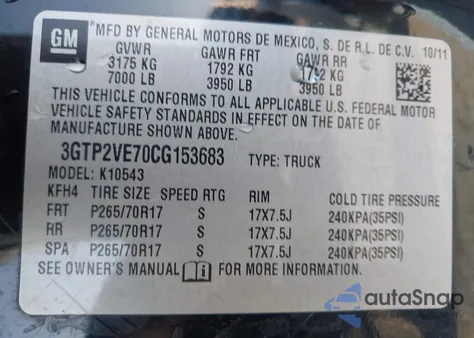 GM
MFD BY GENERAL MOTORS DE MEXICO, S. DE R.L. DE C.V. 10/11
GVWR GAWR FRT GAWR RR
3175 KG 1792 KG 1792 KG
7000 LB 3950 LB 3950 LB
THIS VEHICLE CONFORMS TO ALL APPLICABLE U.S. FEDERAL MOTOR
VEHICLE SAFETY STANDARDS IN EFFECT ON THE DATE OF
MANUFACTURE SHOWN ABOVE.
3GTP2VE70CG153683 TYPE: TRUCK
MODEL: K10543
KFH4 TIRE SIZE SPEED RTG RIM COLD TIRE PRESSURE
FRT P265/70R17 S 17X7.5J 240KPA(35PSI)
RR P265/70R17 S 17X7.5J 240KPA(35PSI)
SPA P265/70R17 S 17X7.5J 240KPA(35PSI)
SEE OWNER'S MANUAL FOR MORE INFORMATION.
autoSnap